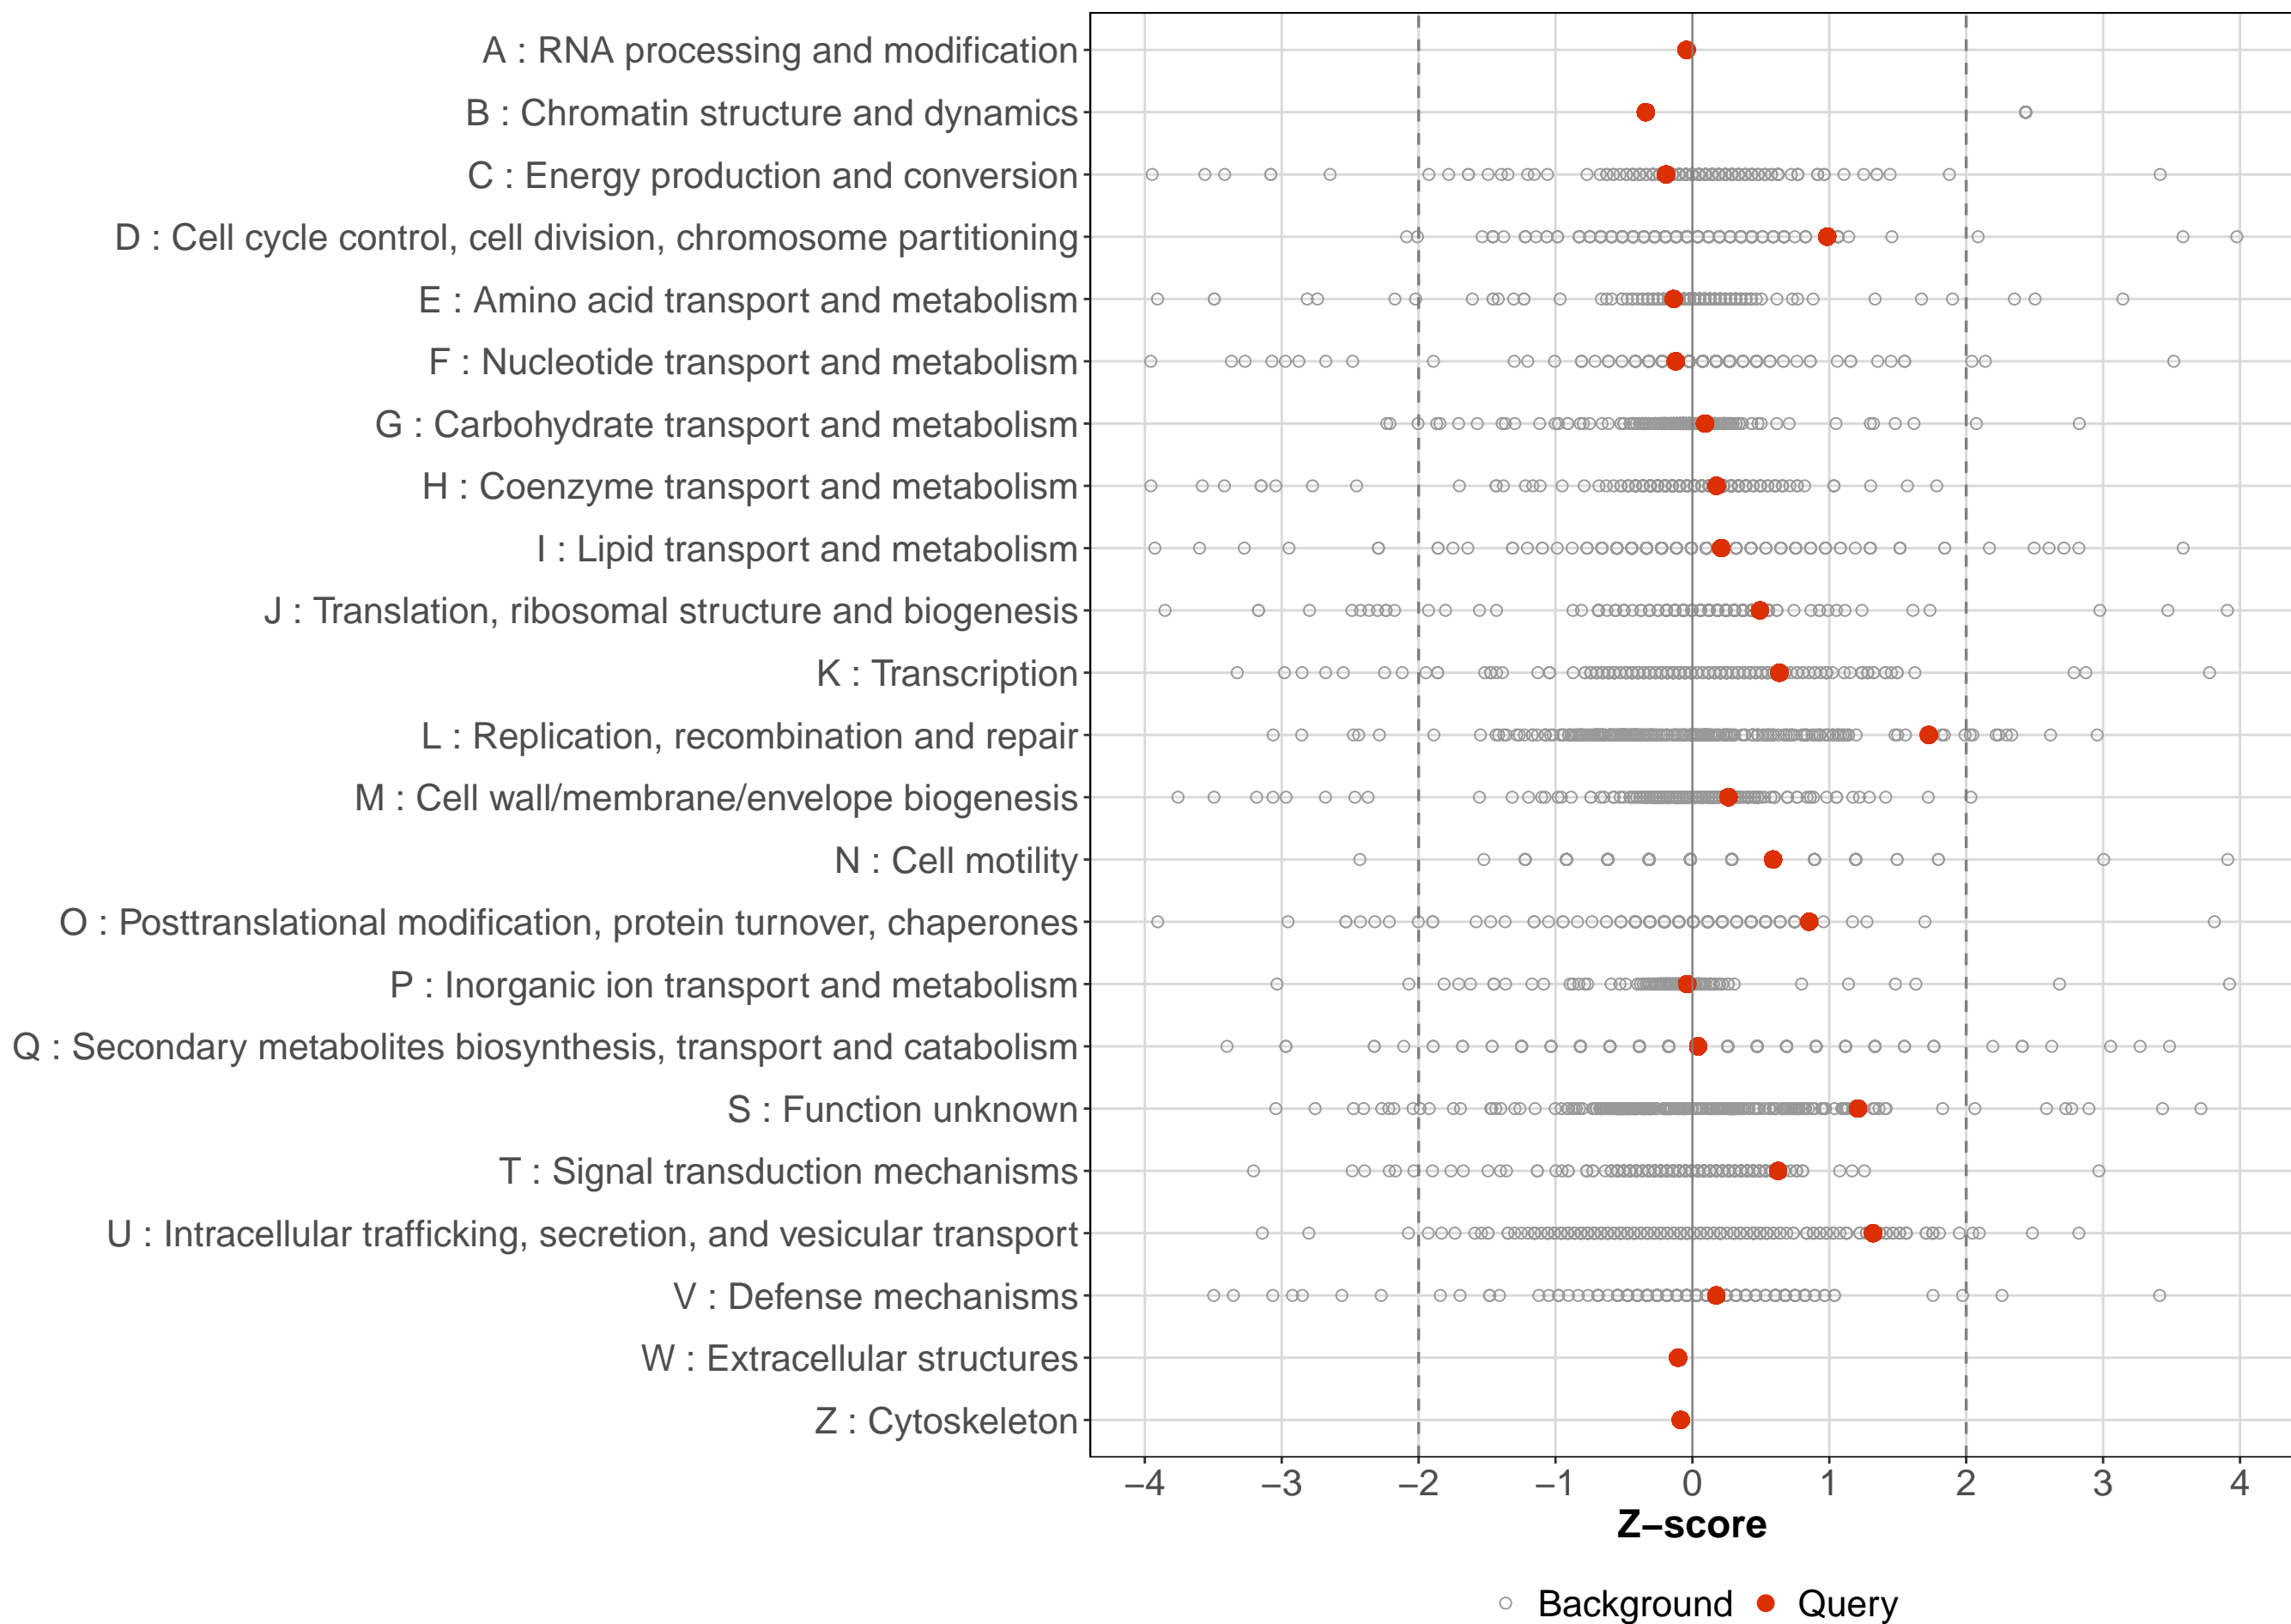 A : RNA processing and modification
B : Chromatin structure and dynamics
C : Energy production and conversion
D : Cell cycle control, cell division, chromosome partitioning
E : Amino acid transport and metabolism
F : Nucleotide transport and metabolism
G : Carbohydrate transport and metabolism
H : Coenzyme transport and metabolism
I : Lipid transport and metabolism
J : Translation, ribosomal structure and biogenesis
K : Transcription
L : Replication, recombination and repair
M : Cell wall/membrane/envelope biogenesis
N : Cell motility
O : Posttranslational modification, protein turnover, chaperones
P : Inorganic ion transport and metabolism
Q : Secondary metabolites biosynthesis, transport and catabolism
S : Function unknown
T : Signal transduction mechanisms
U : Intracellular trafficking, secretion, and vesicular transport
V : Defense mechanisms
W : Extracellular structures
Z : Cytoskeleton
−4 −3 −2 −1 0 1 2 3 4
Z−score
Background Query